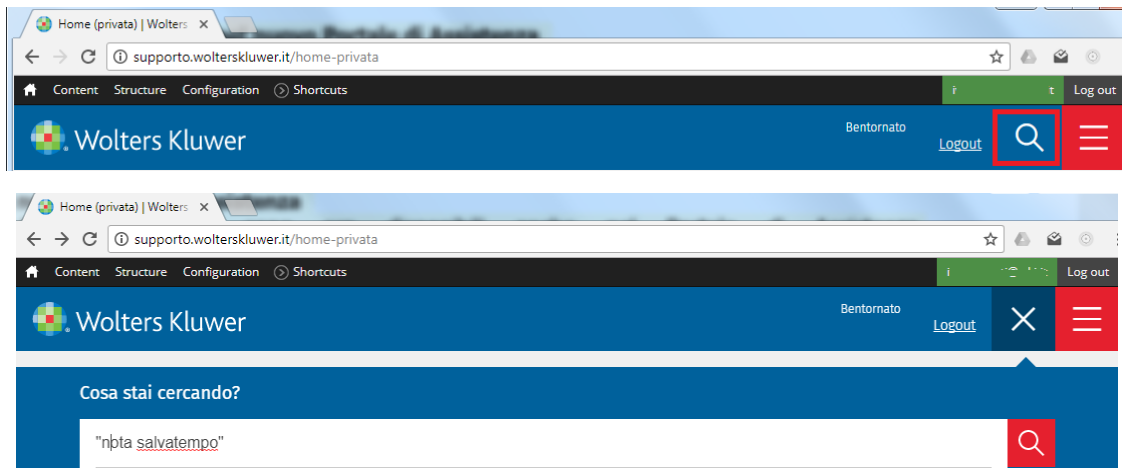 Home (privata) | Wolters
supporto.wolterskluwer.it/home-privata
Content Structure Configuration Shortcuts Log out
Wolters Kluwer Bentornato Logout
Home (privata) | Wolters
supporto.wolterskluwer.it/home-privata
Content Structure Configuration Shortcuts Log out
Wolters Kluwer Bentornato Logout
Cosa stai cercando?
"nota salvatempo"